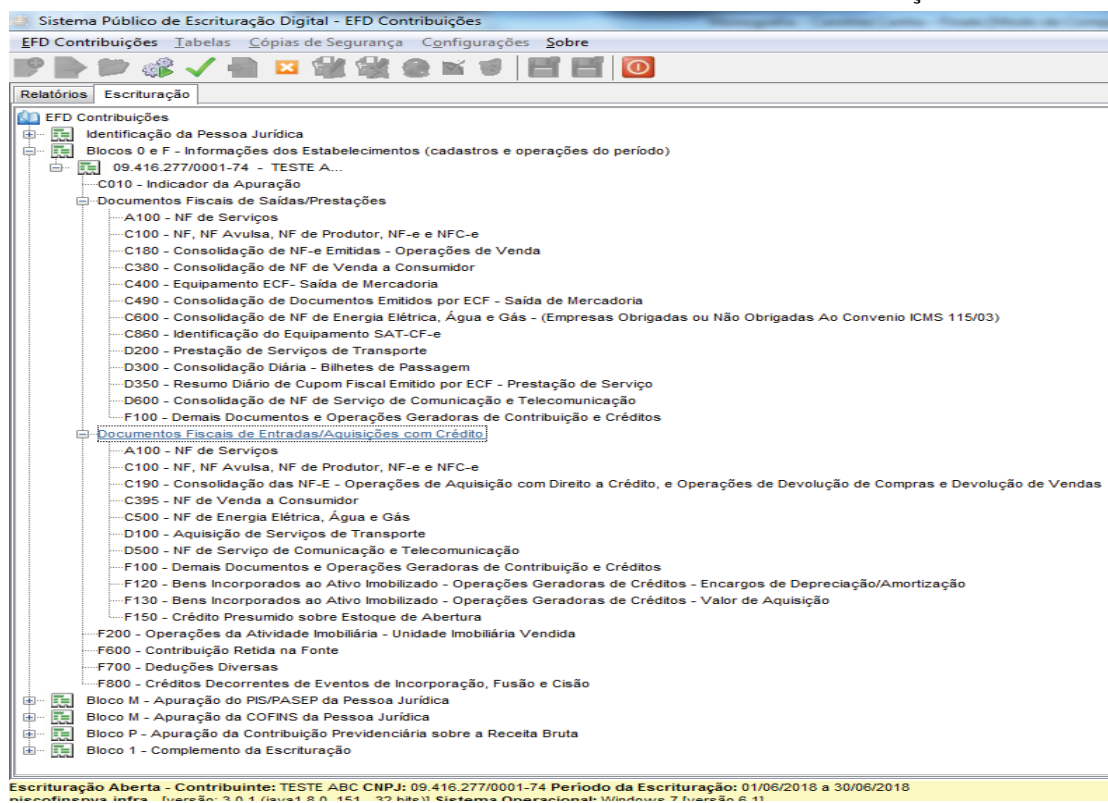 Sistema Público de Escrituração Digital - EFD Contribuições
EFD Contribuições Tabelas Cópias de Segurança Configurações Sobre
Relatórios Escrituração
EFD Contribuições
Identificação da Pessoa Jurídica
Blocos 0 e F - Informações dos Estabelecimentos (cadastros e operações do período)
09.416.277/0001-74 - TESTE A...
C010 - Indicador da Apuração
Documentos Fiscais de Saídas/Prestações
A100 - NF de Serviços
C100 - NF, NF Avulsa, NF de Produtor, NF-e e NFC-e
C180 - Consolidação de NF-e Emitidas - Operações de Venda
C380 - Consolidação de NF de Venda a Consumidor
C400 - Equipamento ECF- Saída de Mercadoria
C490 - Consolidação de Documentos Emitidos por ECF - Saída de Mercadoria
C600 - Consolidação de NF de Energia Elétrica, Água e Gás - (Empresas Obrigadas ou Não Obrigadas Ao Convenio ICMS 115/03)
C860 - Identificação do Equipamento SAT-CF-e
D200 - Prestação de Serviços de Transporte
D300 - Consolidação Diária - Bilhetes de Passagem
D350 - Resumo Diário de Cupom Fiscal Emitido por ECF - Prestação de Serviço
D600 - Consolidação de NF de Serviço de Comunicação e Telecomunicação
F100 - Demais Documentos e Operações Geradoras de Contribuição e Créditos
Documentos Fiscais de Entradas/Aquisições com Crédito
A100 - NF de Serviços
C100 - NF, NF Avulsa, NF de Produtor, NF-e e NFC-e
C190 - Consolidação das NF-E - Operações de Aquisição com Direito a Crédito, e Operações de Devolução de Compras e Devolução de Vendas
C395 - NF de Venda a Consumidor
C500 - NF de Energia Elétrica, Água e Gás
D100 - Aquisição de Serviços de Transporte
D500 - NF de Serviço de Comunicação e Telecomunicação
F100 - Demais Documentos e Operações Geradoras de Contribuição e Créditos
F120 - Bens Incorporados ao Ativo Imobilizado - Operações Geradoras de Créditos - Encargos de Depreciação/Amortização
F130 - Bens Incorporados ao Ativo Imobilizado - Operações Geradoras de Créditos - Valor de Aquisição
F150 - Crédito Presumido sobre Estoque de Abertura
F200 - Operações da Atividade Imobiliária - Unidade Imobiliária Vendida
F600 - Contribuição Retida na Fonte
F700 - Deduções Diversas
F800 - Créditos Decorrentes de Eventos de Incorporação, Fusão e Cisão
Bloco M - Apuração do PIS/PASEP da Pessoa Jurídica
Bloco M - Apuração da COFINS da Pessoa Jurídica
Bloco P - Apuração da Contribuição Previdenciária sobre a Receita Bruta
Bloco 1 - Complemento da Escrituração
Escrituração Aberta - Contribuinte: TESTE ABC CNPJ: 09.416.277/0001-74 Período da Escrituração: 01/06/2018 a 30/06/2018
[versão: 3.0.1 (java1.8.0_151 - 32 bits)] Sistema Operacional: Windows 7 [versão 6.1]